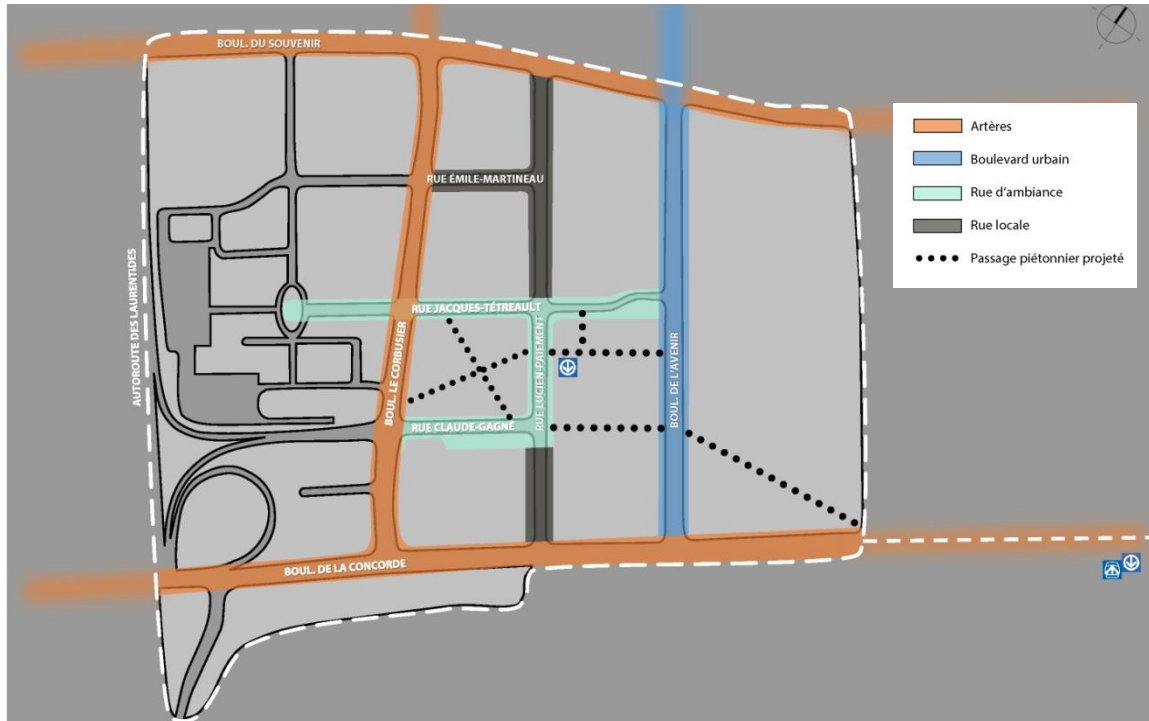 BOUL. DU SOUVENIR
Artères
Boulevard urbain
Rue d'ambiance
Rue locale
Passage piétonnier projeté
RUE ÉMILE-MARTINEAU
AUTOROUTE DES LAURENTIDES
RUE JACQUES-TÉTREAULT
BOUL. LE CORBUSIER
RUE LUCIEN-PAIEMENT
BOUL. DE L'AVENIR
RUE CLAUDE-GAGNÉ
BOUL. DE LA CONCORDE